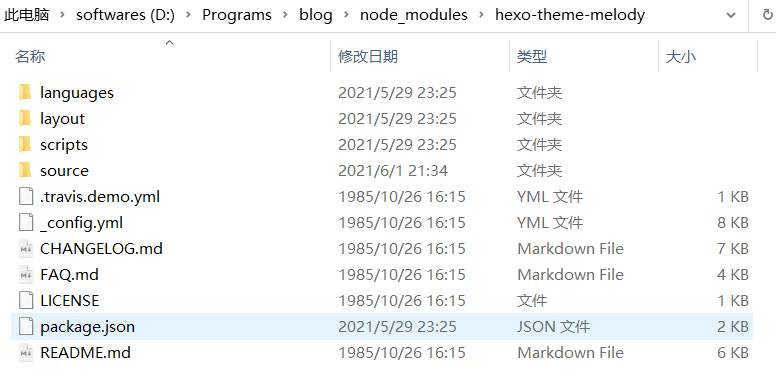 此电脑 > softwares (D:) > Programs > blog > node_modules > hexo-theme-melody
名称 修改日期 类型 大小
languages 2021/5/29 23:25 文件夹
layout 2021/5/29 23:25 文件夹
scripts 2021/5/29 23:25 文件夹
source 2021/6/1 21:34 文件夹
.travis.demo.yml 1985/10/26 16:15 YML 文件 1 KB
_config.yml 1985/10/26 16:15 YML 文件 8 KB
CHANGELOG.md 1985/10/26 16:15 Markdown File 7 KB
FAQ.md 1985/10/26 16:15 Markdown File 4 KB
LICENSE 1985/10/26 16:15 文件 1 KB
package.json 2021/5/29 23:25 JSON 文件 2 KB
README.md 1985/10/26 16:15 Markdown File 6 KB